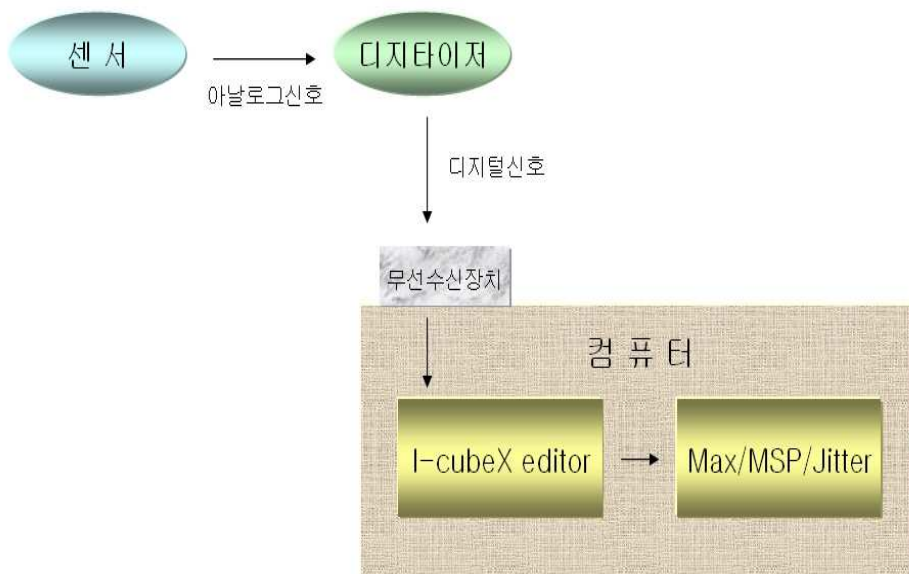 센 서
디지타이저
아날로그신호
디지털신호
무선수신장치
컴 퓨 터
I-cubeX editor
Max/MSP/Jitter